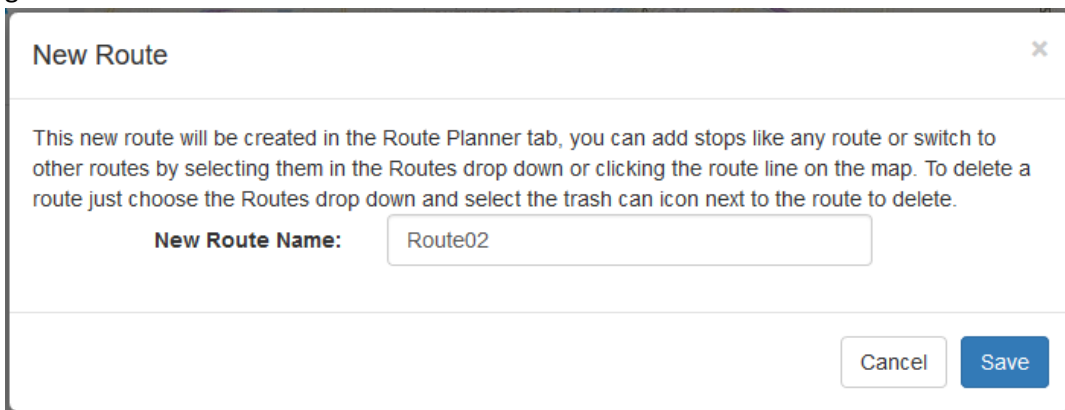 New Route
×
This new route will be created in the Route Planner tab, you can add stops like any route or switch to
other routes by selecting them in the Routes drop down or clicking the route line on the map. To delete a
route just choose the Routes drop down and select the trash can icon next to the route to delete.
New Route Name: Route02
Cancel Save